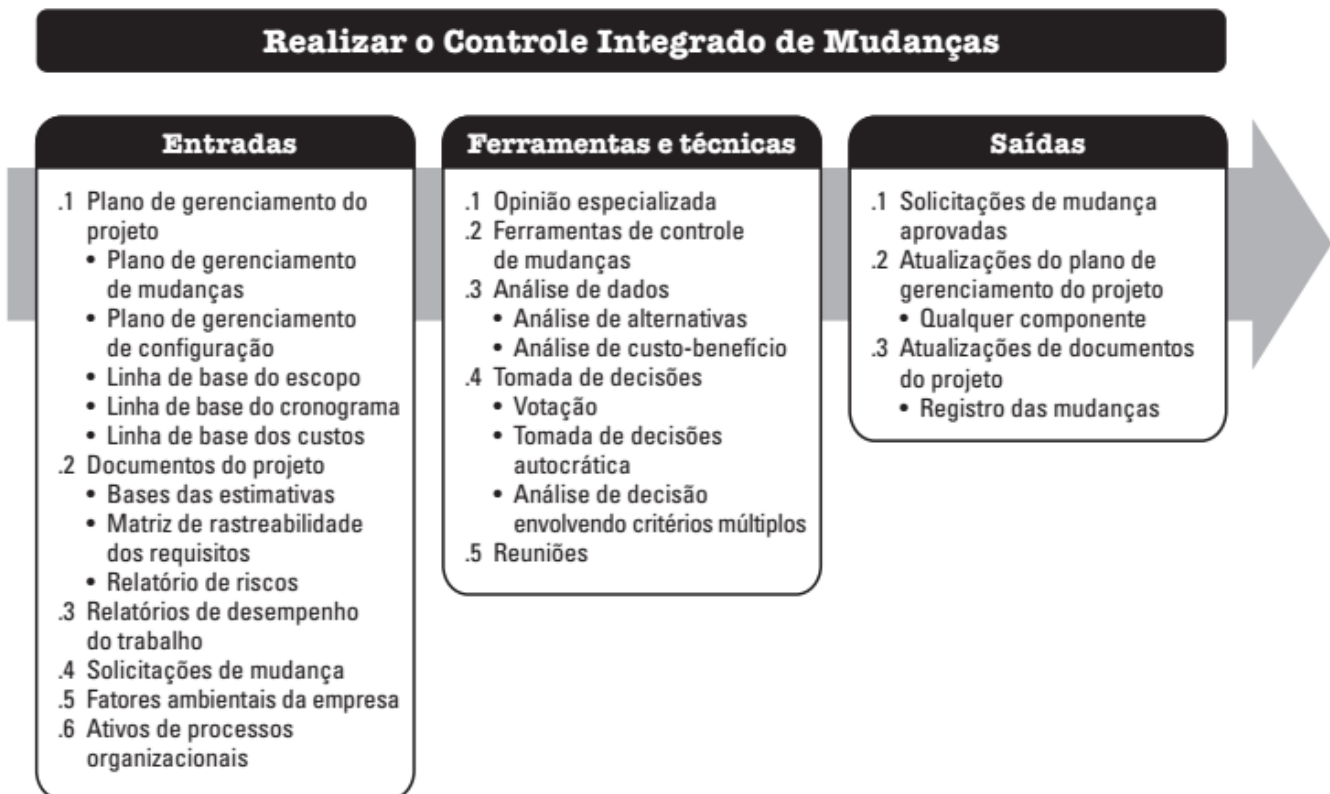 Realizar o Controle Integrado de Mudanças
Entradas
.1 Plano de gerenciamento do
projeto
• Plano de gerenciamento
de mudanças
• Plano de gerenciamento
de configuração
• Linha de base do escopo
• Linha de base do cronograma
• Linha de base dos custos
.2 Documentos do projeto
• Bases das estimativas
• Matriz de rastreabilidade
dos requisitos
• Relatório de riscos
.3 Relatórios de desempenho
do trabalho
.4 Solicitações de mudança
.5 Fatores ambientais da empresa
.6 Ativos de processos
organizacionais
Ferramentas e técnicas
.1 Opinião especializada
.2 Ferramentas de controle
de mudanças
.3 Análise de dados
• Análise de alternativas
• Análise de custo-benefício
.4 Tomada de decisões
• Votação
• Tomada de decisões
autocrática
• Análise de decisão
envolvendo critérios múltiplos
.5 Reuniões
Saídas
.1 Solicitações de mudança
aprovadas
.2 Atualizações do plano de
gerenciamento do projeto
• Qualquer componente
.3 Atualizações de documentos
do projeto
• Registro das mudanças